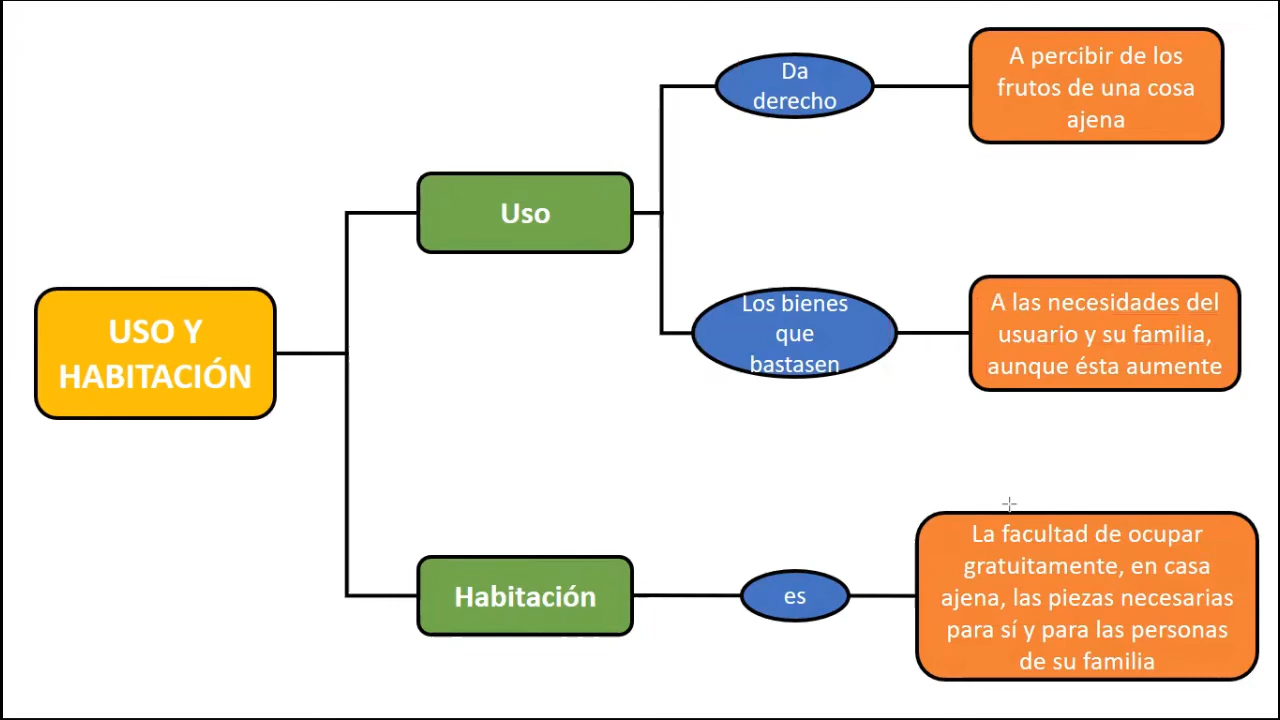 USO Y
HABITACIÓN
Uso
Da
derecho
A percibir de los
frutos de una cosa
ajena
Los bienes
que
bastasen
A las necesidades del
usuario y su familia,
aunque ésta aumente
Habitación
es
La facultad de ocupar
gratuitamente, en casa
ajena, las piezas necesarias
para sí y para las personas
de su familia